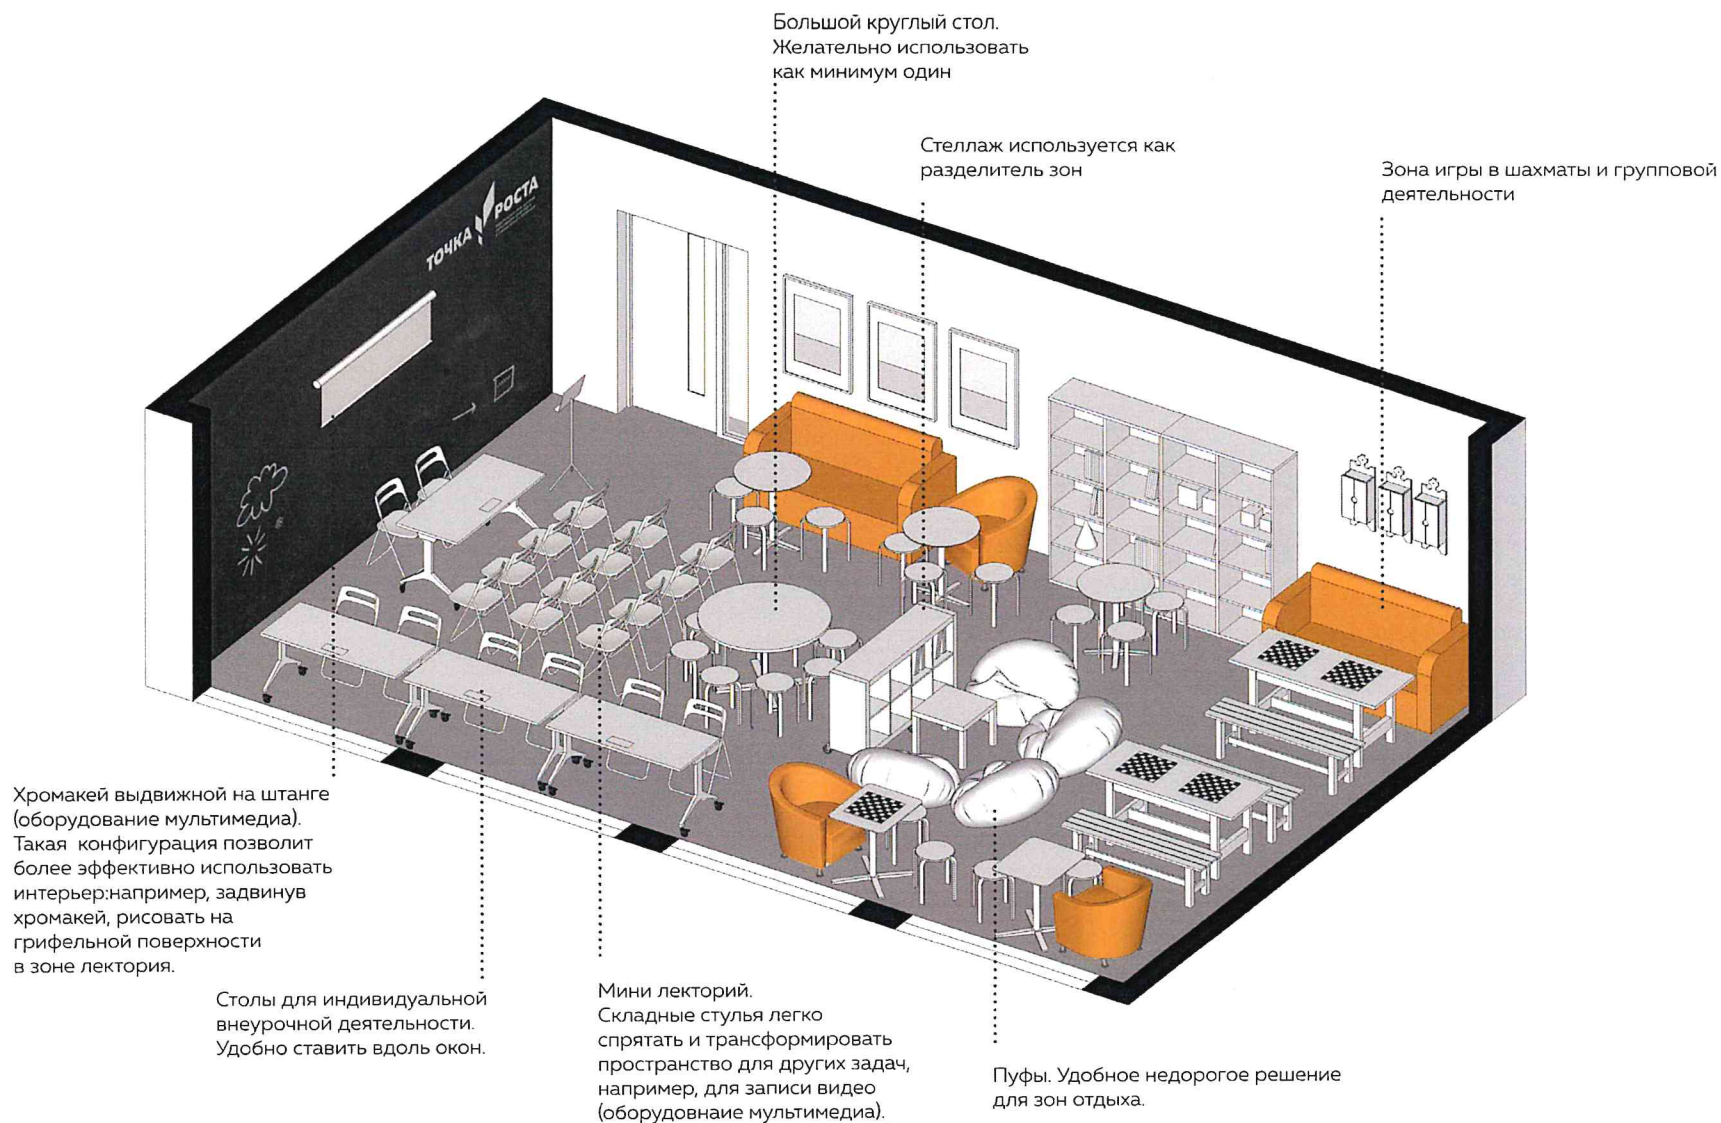 Большой круглый стол.
Желательно использовать
как минимум один
Стеллаж используется как
разделитель зон
Зона игры в шахматы и групповой
деятельности
ТОЧКА РОСТА
Хромакей выдвижной на штанге
(оборудование мультимедиа).
Такая конфигурация позволит
более эффективно использовать
интерьер:например, задвинув
хромакей, рисовать на
грифельной поверхности
в зоне лектория.
Столы для индивидуальной
внеурочной деятельности.
Удобно ставить вдоль окон.
Мини лекторий.
Складные стулья легко
спрятать и трансформировать
пространство для других задач,
например, для записи видео
(оборудовнаие мультимедиа).
Пуфы. Удобное недорогое решение
для зон отдыха.